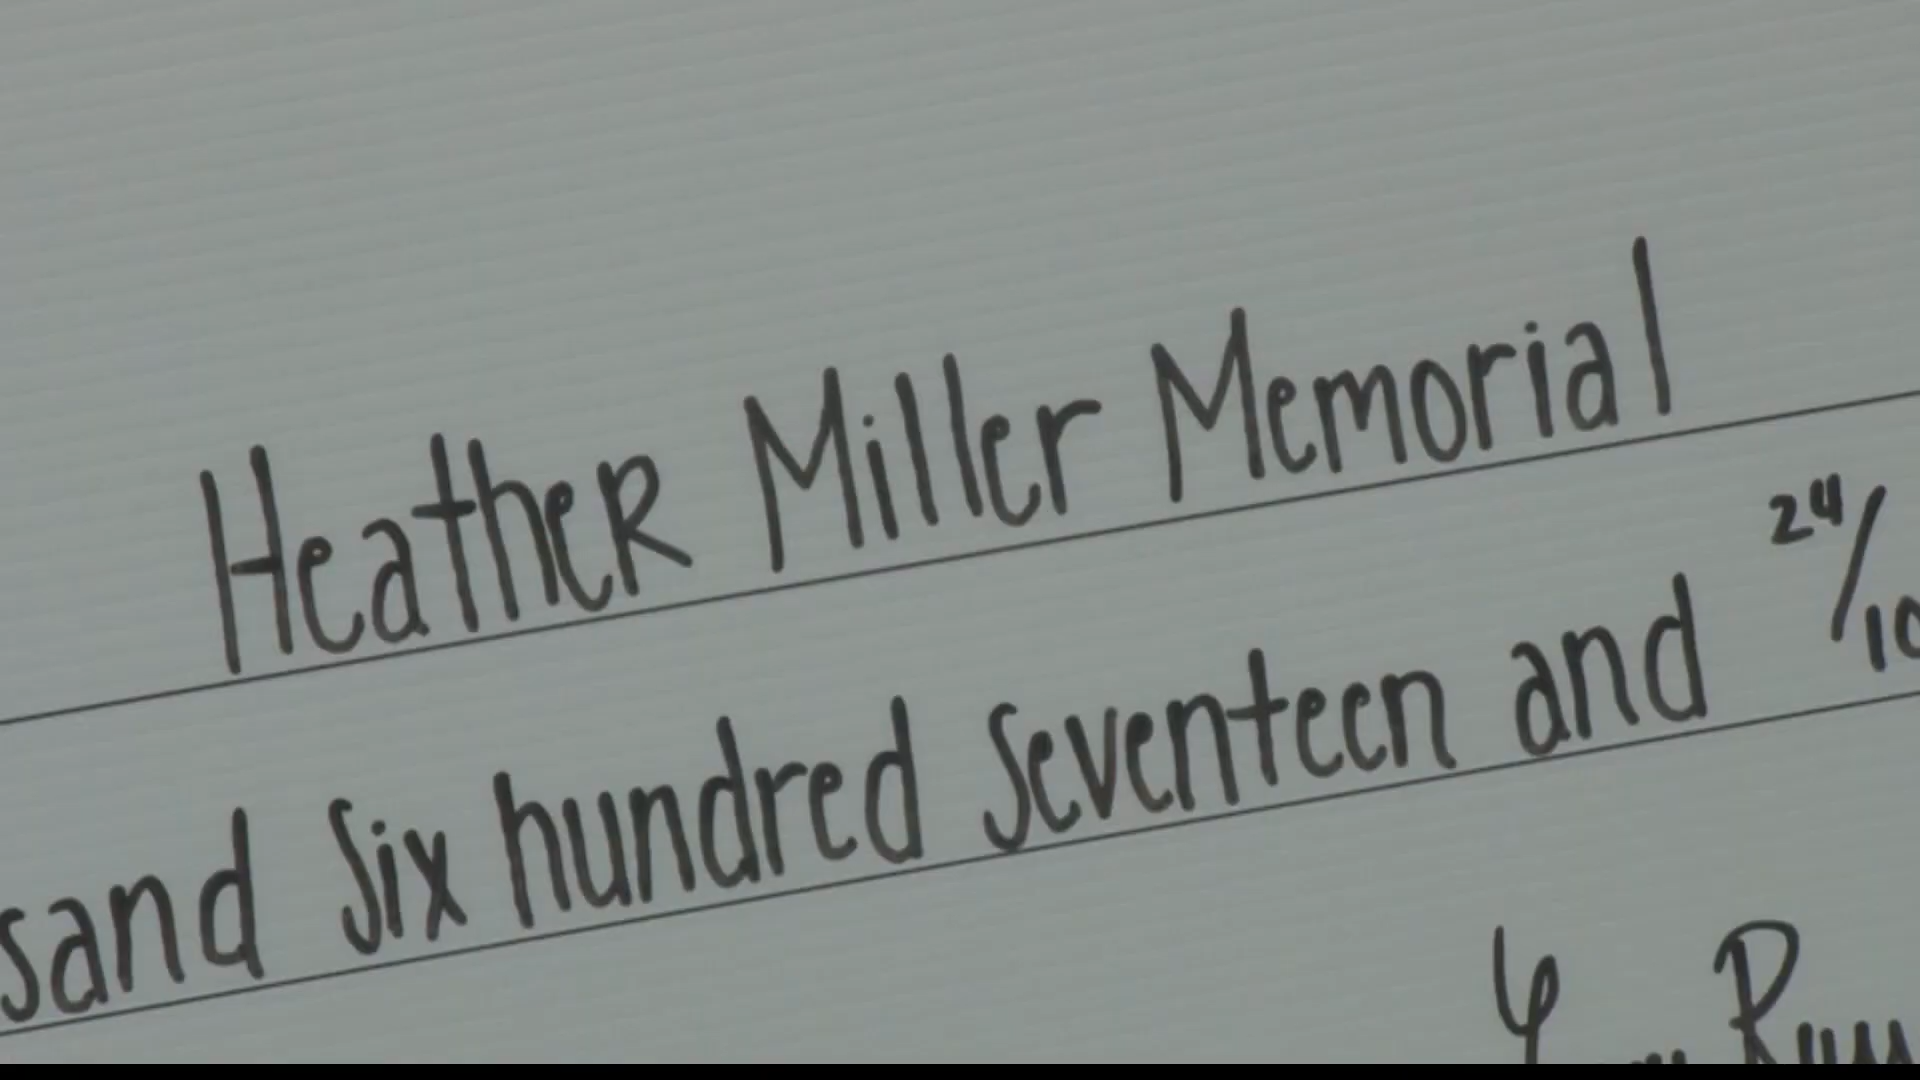 Heather Miller Memorial
sand Six hundred Seventeen and 24/10